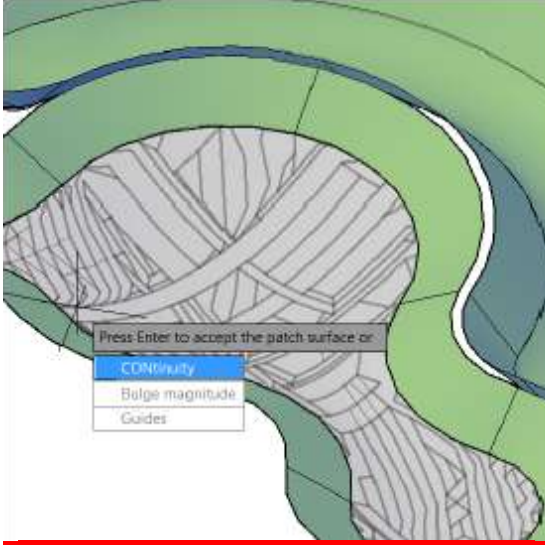 Press Enter to accept the patch surface or
CONtinuity
Bulge magnitude
Guides